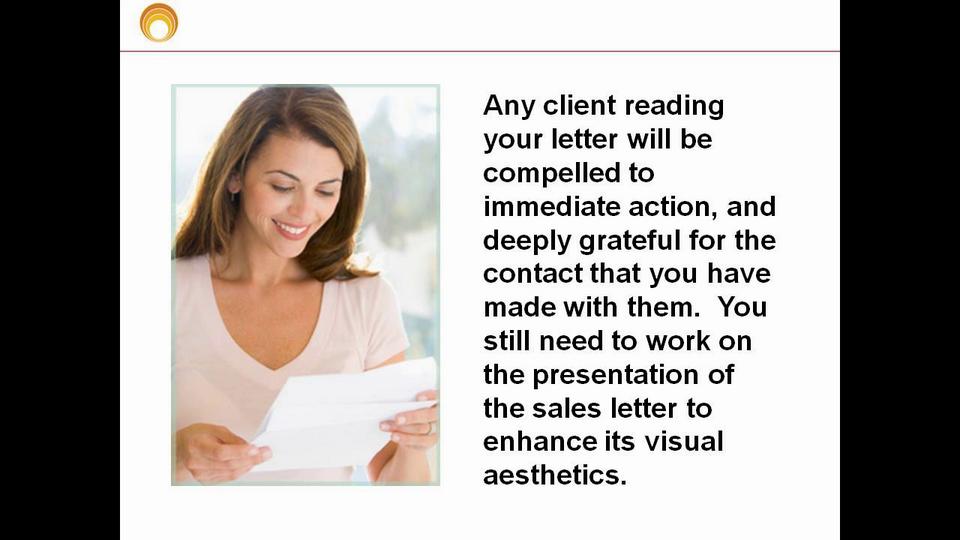 Any client reading
your letter will be
compelled to
immediate action, and
deeply grateful for the
contact that you have
made with them.  You
still need to work on
the presentation of
the sales letter to
enhance its visual
aesthetics.